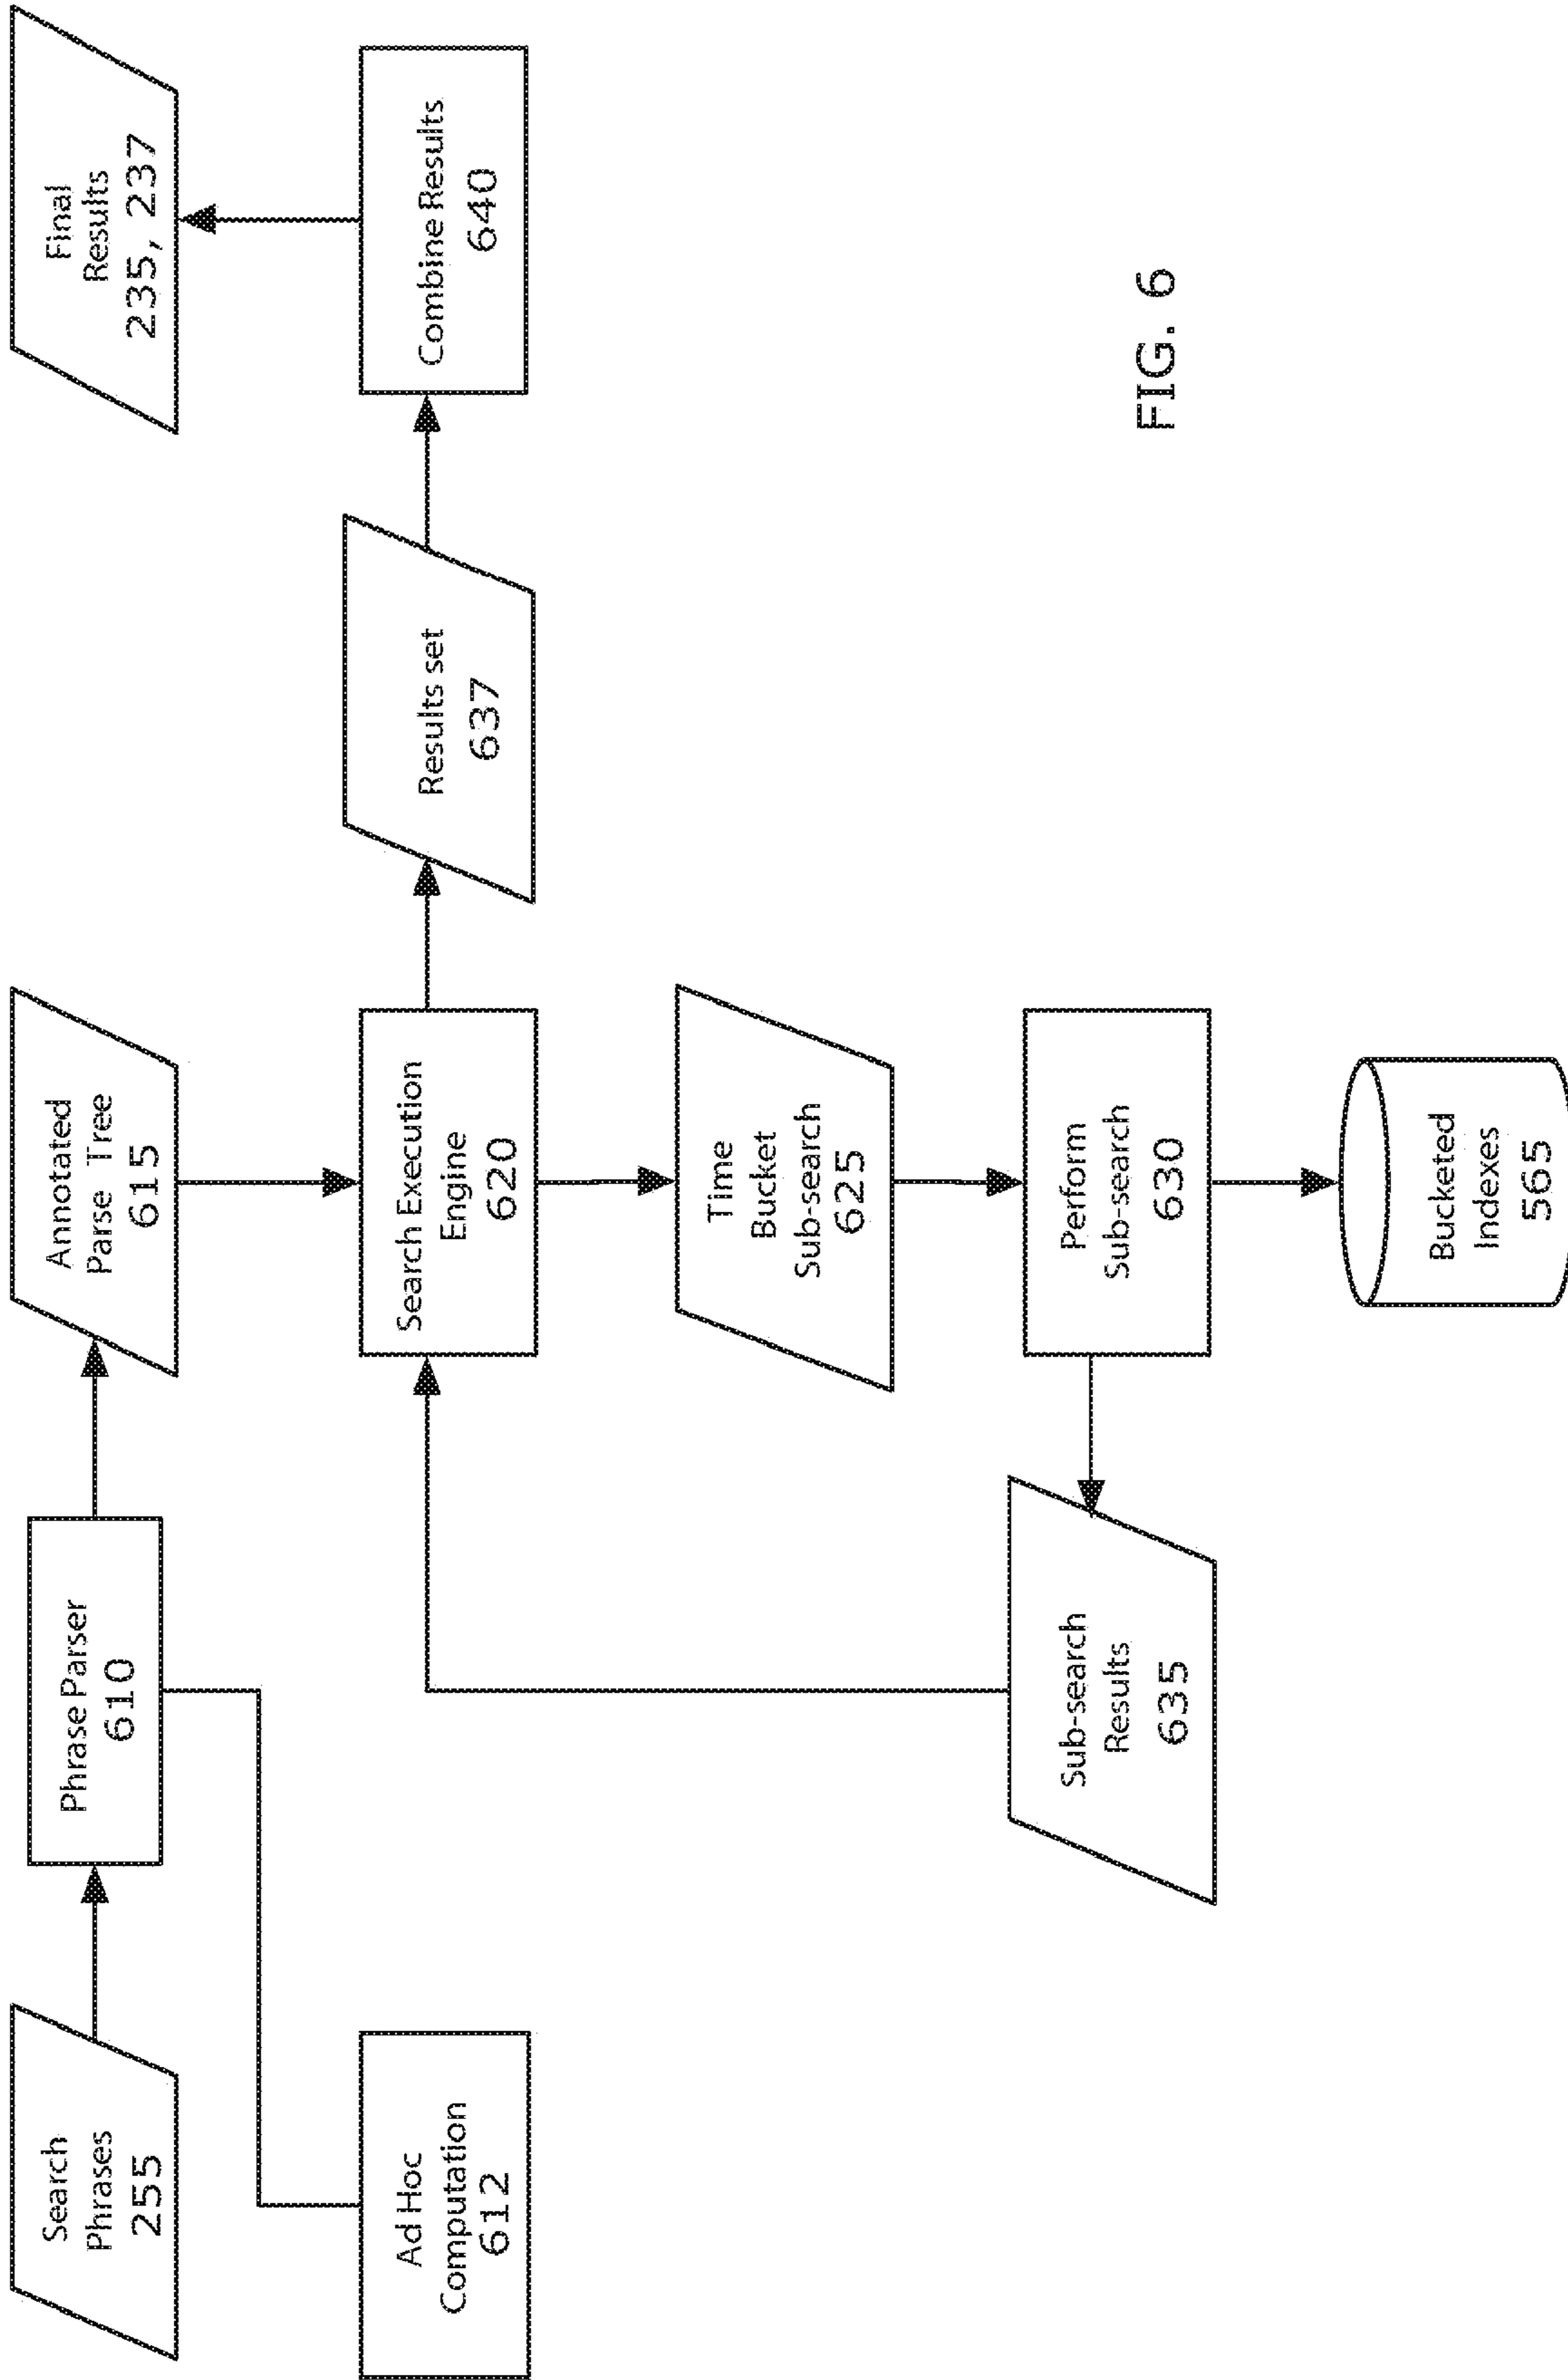 Search
Phrases
255
Phrase Parser
610
Annotated
Parse Tree
615
Final
Results
235, 237
Ad Hoc
Computation
612
Search Execution
Engine
620
Results set
637
Combine Results
640
Time
Bucket
Sub-search
625
Sub-search
Results
635
Perform
Sub-search
630
Bucketed
Indexes
565
FIG. 6